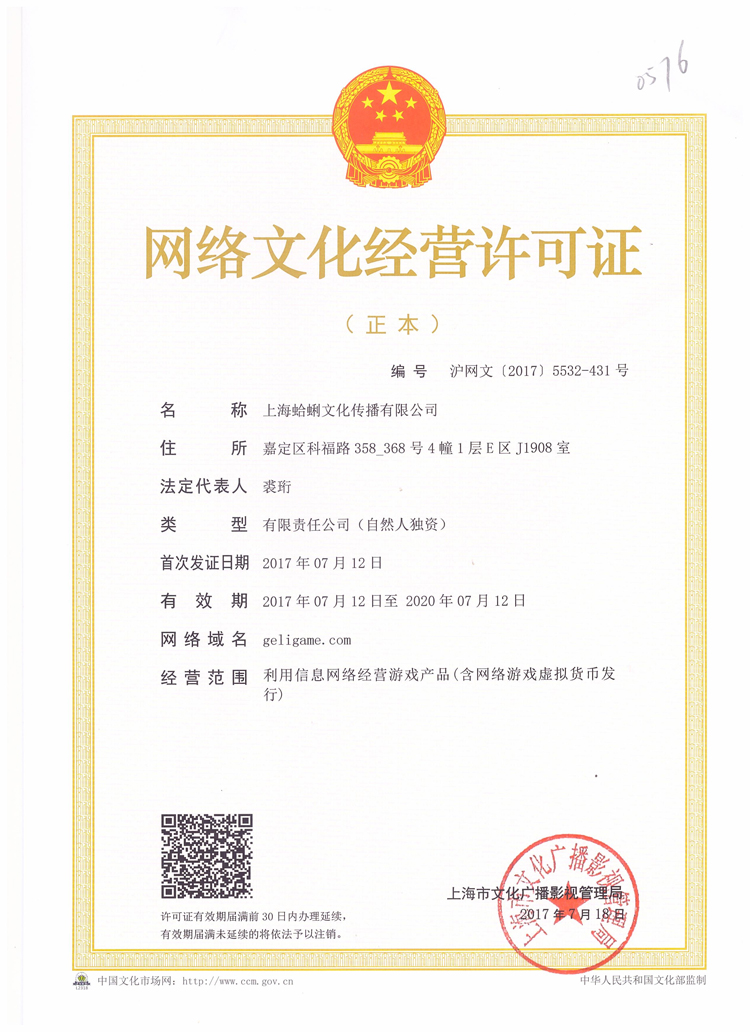 0576
网络文化经营许可证
（正本）
编号 沪网文〔2017〕5532-431号
名称 上海蛤蜊文化传播有限公司
住所 嘉定区科福路358_368号4幢1层E区J1908室
法定代表人 裘珩
类型 有限责任公司（自然人独资）
首次发证日期 2017年07月12日
有效期 2017年07月12日至 2020年07月12日
网络域名 geligame.com
经营范围 利用信息网络经营游戏产品(含网络游戏虚拟货币发
行)
上海市文化广播影视管理局
上海市文化广播影视管理局
2017年7月18日
许可证有效期届满前30日内办理延续，
有效期届满未延续的将依法予以注销。
中国文化市场网：http://www.ccm.gov.cn
中华人民共和国文化部监制